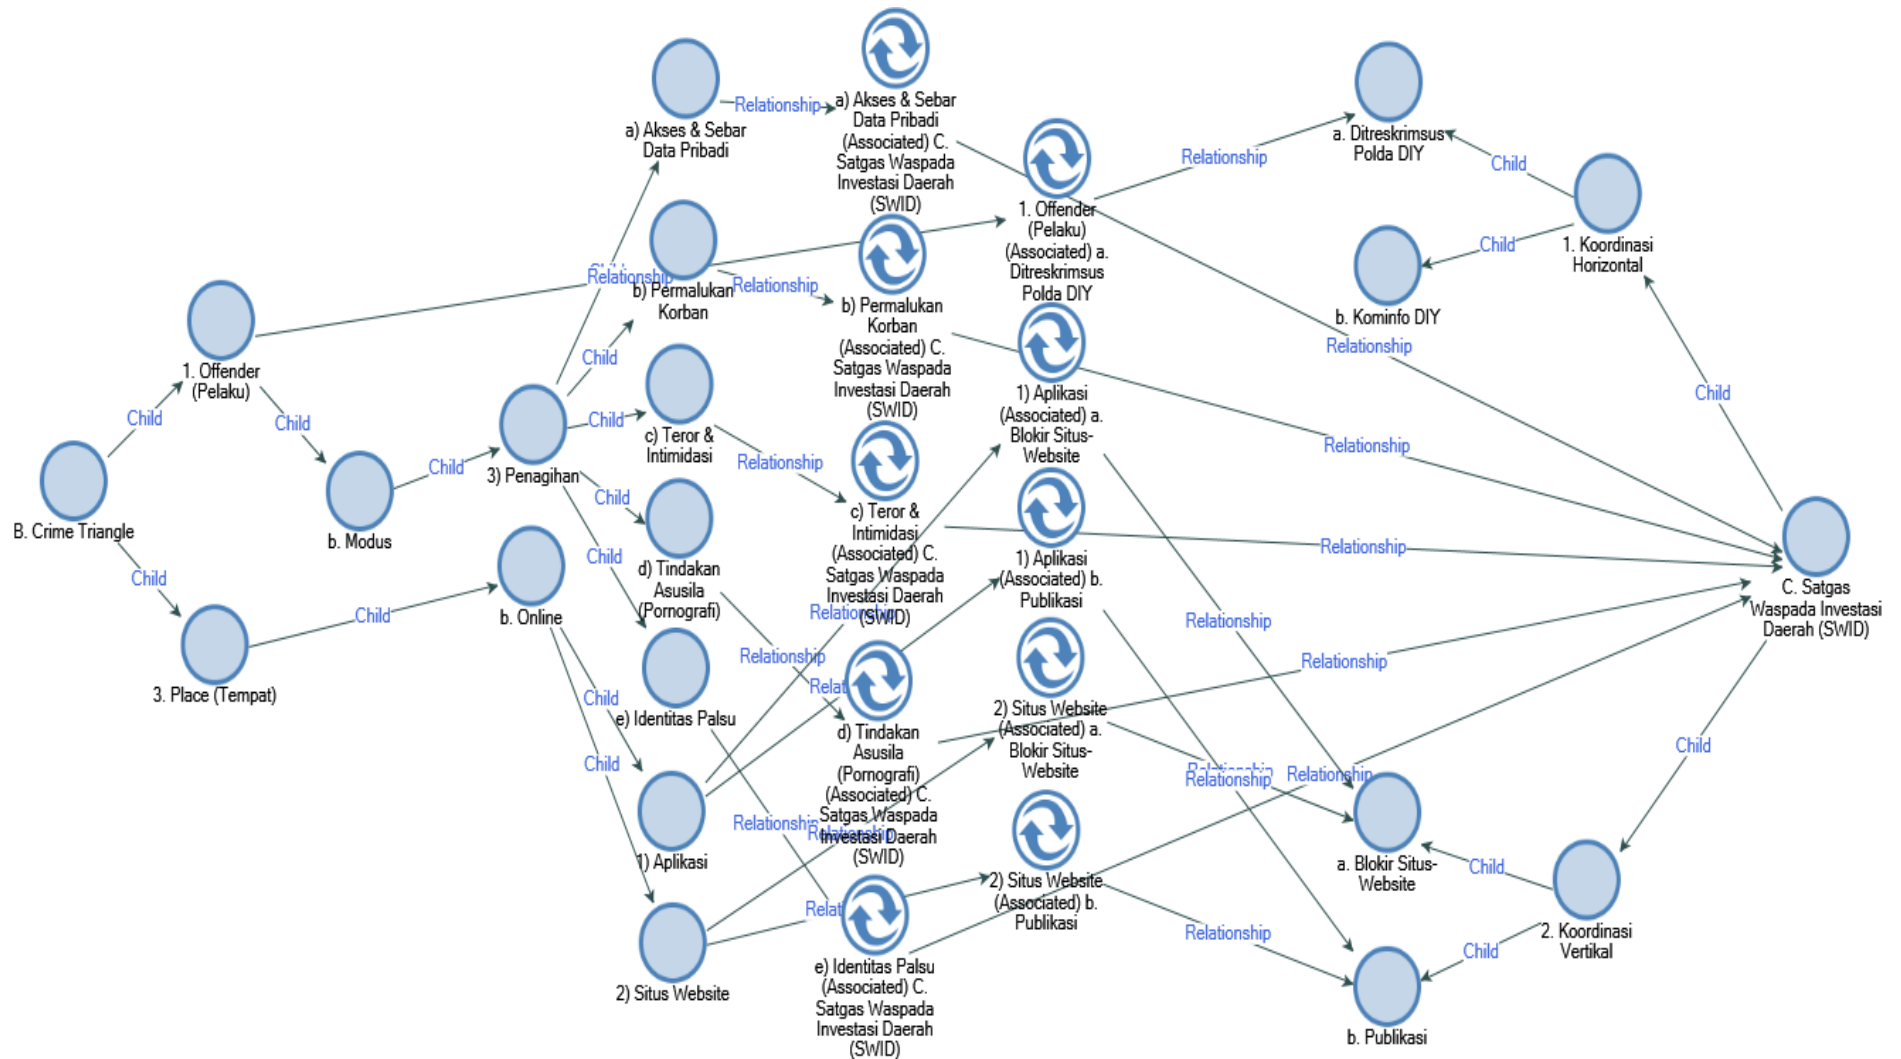 a) Akses & Sebar
Data Pribadi
Relationship
a) Akses & Sebar
Data Pribadi
(Associated) C.
Satgas Waspada
Investasi Daerah
(SWID)
Relationship
a. Ditreskrimsus
Polda DIY
Child
1. Koordinasi
Horizontal
Child
b. Kominfo DIY
1. Offender
(Pelaku)
(Associated) a.
Ditreskrimsus
Polda DIY
Child
Relationship
b) Permalukan
Korban
Relationship
b) Permalukan
Korban
(Associated) C.
Satgas Waspada
Investasi Daerah
(SWID)
Relationship
Child
1. Offender
(Pelaku)
Child
Child
Child
B. Crime Triangle
b. Modus
Child
3) Penagihan
Child
c) Teror &
Intimidasi
Relationship
c) Teror &
Intimidasi
(Associated) C.
Satgas Waspada
Investasi Daerah
(SWID)
1) Aplikasi
(Associated) a.
Blokir Situs-
Website
Relationship
Relationship
Child
d) Tindakan
Asusila
(Pornografi)
Child
1) Aplikasi
(Associated) b.
Publikasi
C. Satgas
Waspada Investasi
Daerah (SWID)
Child
3. Place (Tempat)
Child
b. Online
Relationship
Relationship
Relationship
Relationship
Relat
e) Identitas Palsu
Child
Child
d) Tindakan
Asusila
(Pornografi)
(Associated) C.
Satgas Waspada
Investasi Daerah
(SWID)
2) Situs Website
(Associated) a.
Blokir Situs-
Website
Relationship
Relationship
Relationship
Child
1) Aplikasi
Relationship
Relationship
a. Blokir Situs-
Website
Child
2. Koordinasi
Vertikal
Child
2) Situs Website
Relat
e) Identitas Palsu
(Associated) C.
Satgas Waspada
Investasi Daerah
(SWID)
2) Situs Website
(Associated) b.
Publikasi
Relationship
b. Publikasi